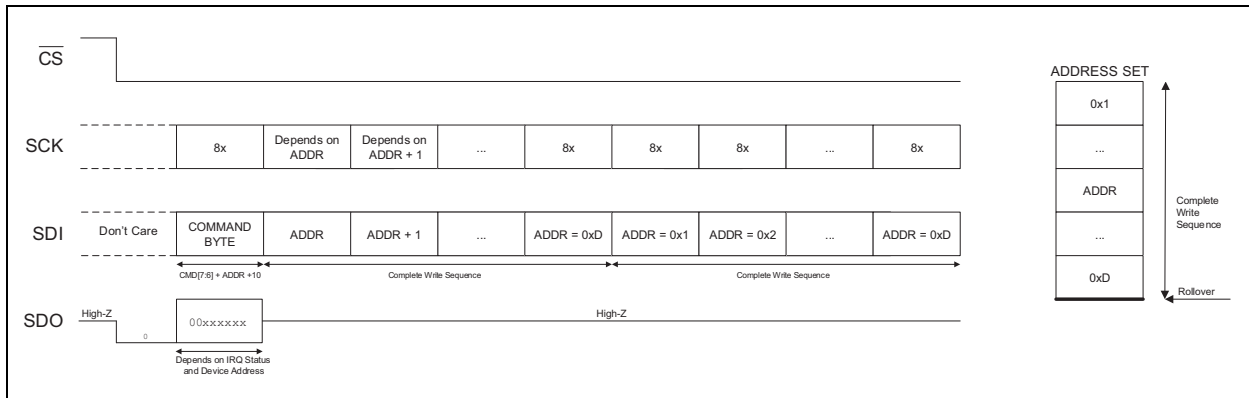 CS
SCK
8x
Depends on
ADDR
Depends on
ADDR + 1
...
8x
8x
8x
...
8x
SDI
Don't Care
COMMAND
BYTE
ADDR
ADDR + 1
...
ADDR = 0xD
ADDR = 0x1
ADDR = 0x2
...
ADDR = 0xD
CMD[7:6] + ADDR +10
Complete Write Sequence
Complete Write Sequence
SDO
High-Z
0
00xxxxxx
High-Z
Depends on IRQ Status
and Device Address
ADDRESS SET
0x1
...
ADDR
...
0xD
Complete
Write
Sequence
Rollover